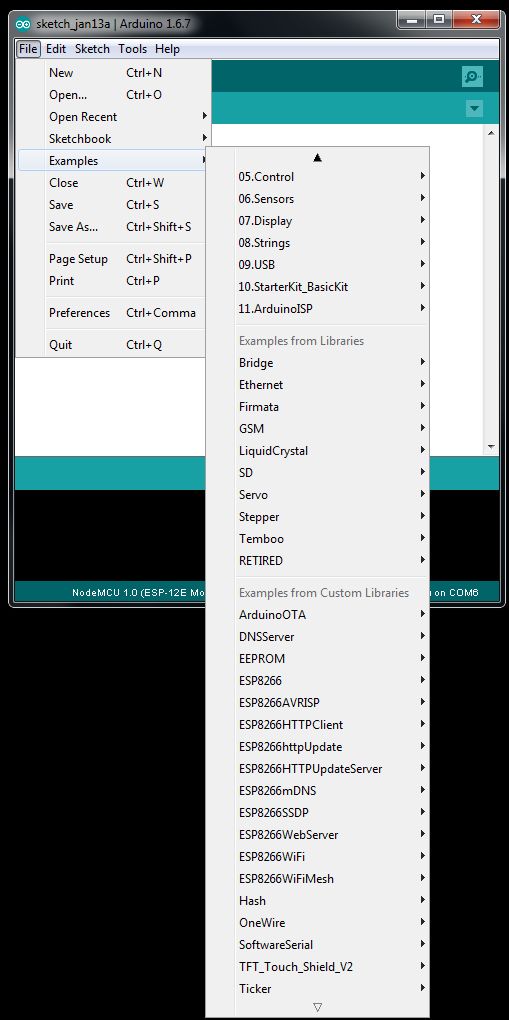 sketch_jan13a | Arduino 1.6.7
File Edit Sketch Tools Help
New Ctrl+N
Open... Ctrl+O
Open Recent
Sketchbook
Examples
Close Ctrl+W
Save Ctrl+S
Save As... Ctrl+Shift+S
Page Setup Ctrl+Shift+P
Print Ctrl+P
Preferences Ctrl+Comma
Quit Ctrl+Q
05.Control
06.Sensors
07.Display
08.Strings
09.USB
10.StarterKit_BasicKit
11.ArduinoISP
Examples from Libraries
Bridge
Ethernet
Firmata
GSM
LiquidCrystal
SD
Servo
Stepper
Temboo
RETIRED
Examples from Custom Libraries
ArduinoOTA
DNSServer
EEPROM
ESP8266
ESP8266AVRISP
ESP8266HTTPClient
ESP8266httpUpdate
ESP8266HTTPUpdateServer
ESP8266mDNS
ESP8266SSDP
ESP8266WebServer
ESP8266WiFi
ESP8266WiFiMesh
Hash
OneWire
SoftwareSerial
TFT_Touch_Shield_V2
Ticker
NodeMCU 1.0 (ESP-12E Mo
on COM6